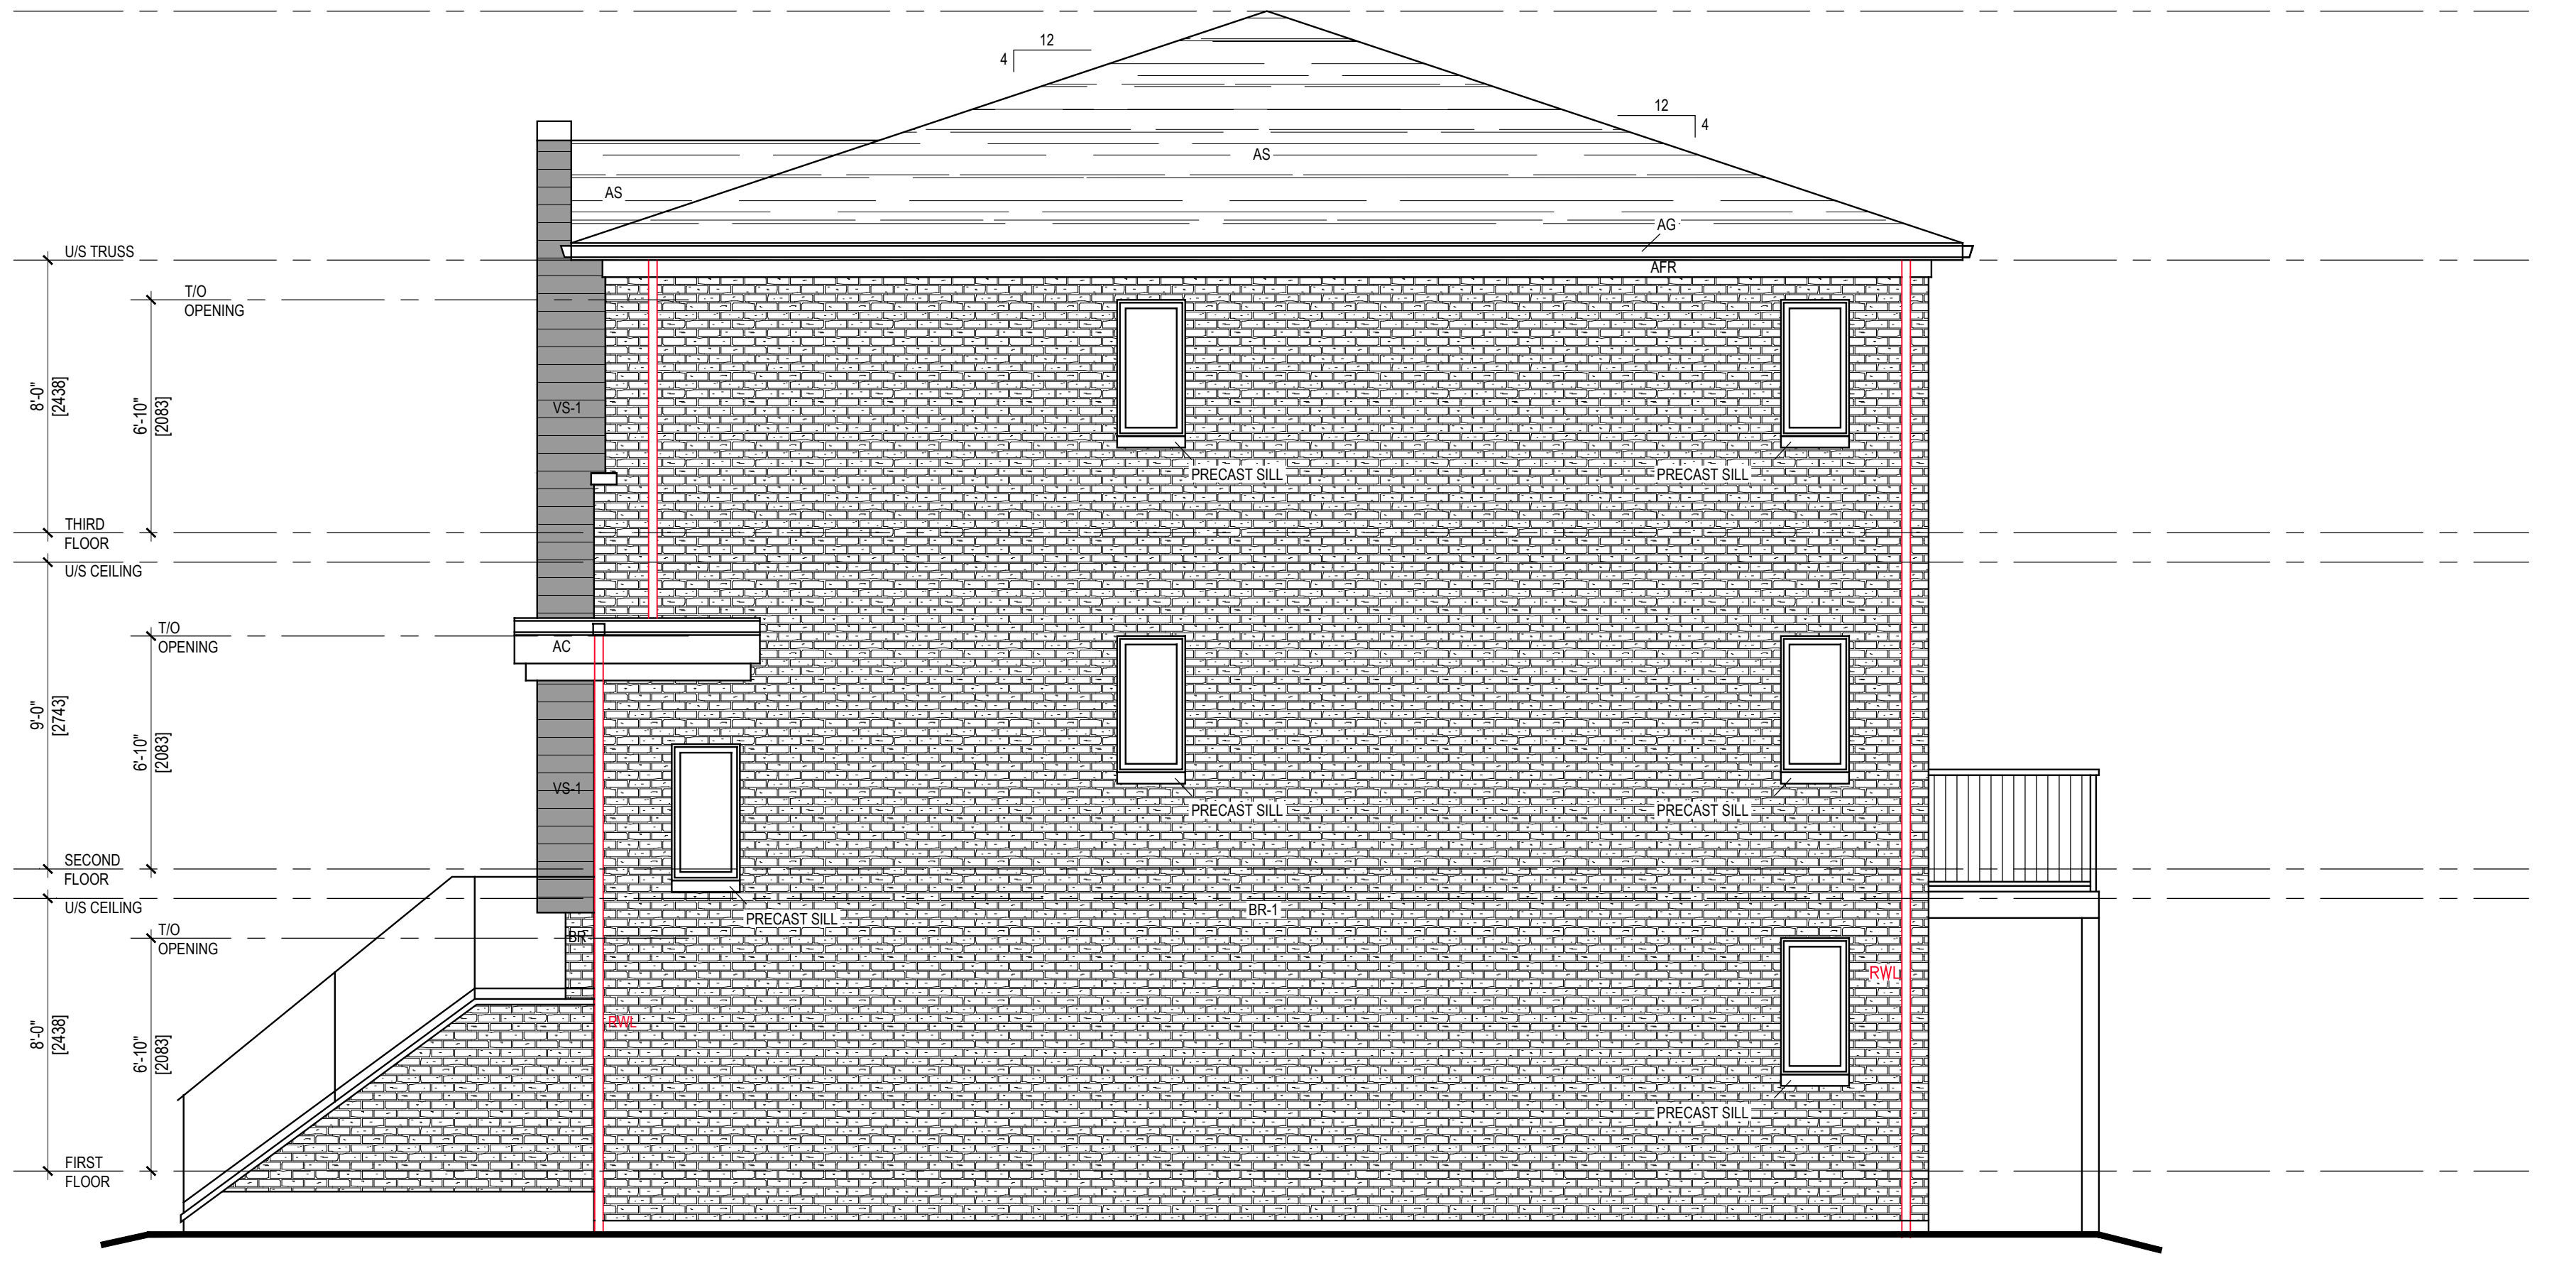 12
4
12
4
AS
AS
AG
U/S TRUSS
AFR
T/O
OPENING
8'-0"
[2438]
6'-10"
[2083]
VS-1
PRECAST SILL
PRECAST SILL
THIRD
FLOOR
U/S CEILING
T/O
OPENING
AC
9'-0"
[2743]
6'-10"
[2083]
VS-1
PRECAST SILL
PRECAST SILL
SECOND
FLOOR
U/S CEILING
PRECAST SILL
BR-1
T/O
OPENING
BR
RWL
8'-0"
[2438]
6'-10"
[2083]
RWL
PRECAST SILL
FIRST
FLOOR